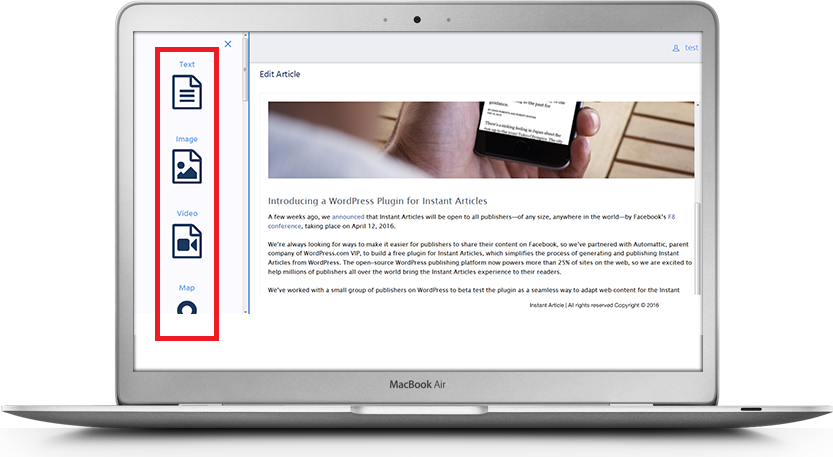 Text
Image
Video
Map
test
Edit Article
guidance.
Introducing a WordPress Plugin for Instant Articles
A few weeks ago, we announced that Instant Articles will be open to all publishers—of any size, anywhere in the world—by Facebook's F8
conference, taking place on April 12, 2016.
We're always looking for ways to make it easier for publishers to share their content on Facebook, so we've partnered with Automattic, parent
company of WordPress.com VIP, to build a free plugin for Instant Articles, which simplifies the process of generating and publishing Instant
Articles from WordPress. The open-source WordPress publishing platform now powers more than 25% of sites on the web, so we are excited to
help millions of publishers all over the world bring the Instant Articles experience to their readers.
We've worked with a small group of publishers on WordPress to beta test the plugin as a seamless way to adapt web content for the Instant
Instant Article | All rights reserved Copyright © 2016
MacBook Air